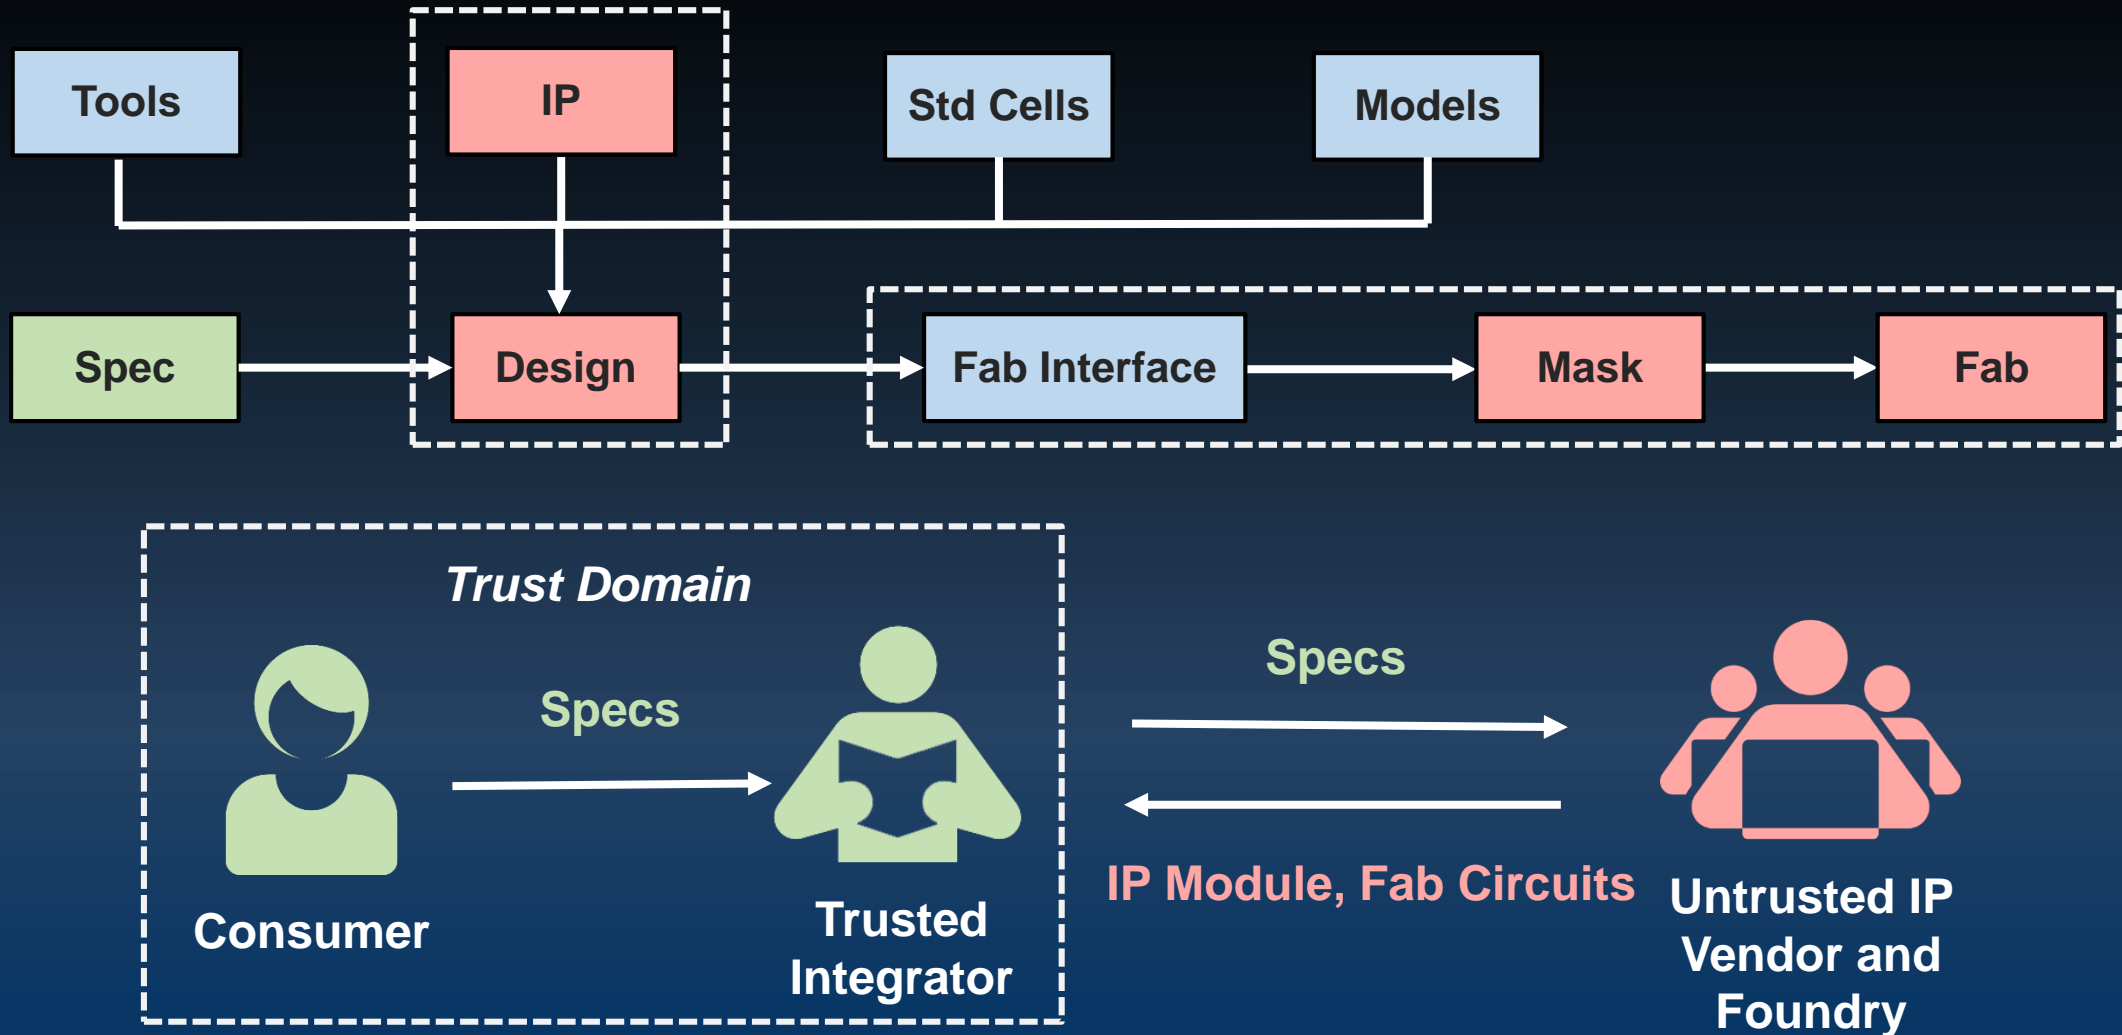 Tools
IP
Std Cells
Models
Spec
Design
Fab Interface
Mask
Fab
Trust Domain
Specs
Specs
IP Module, Fab Circuits
Consumer
Trusted
Integrator
Untrusted IP
Vendor and
Foundry